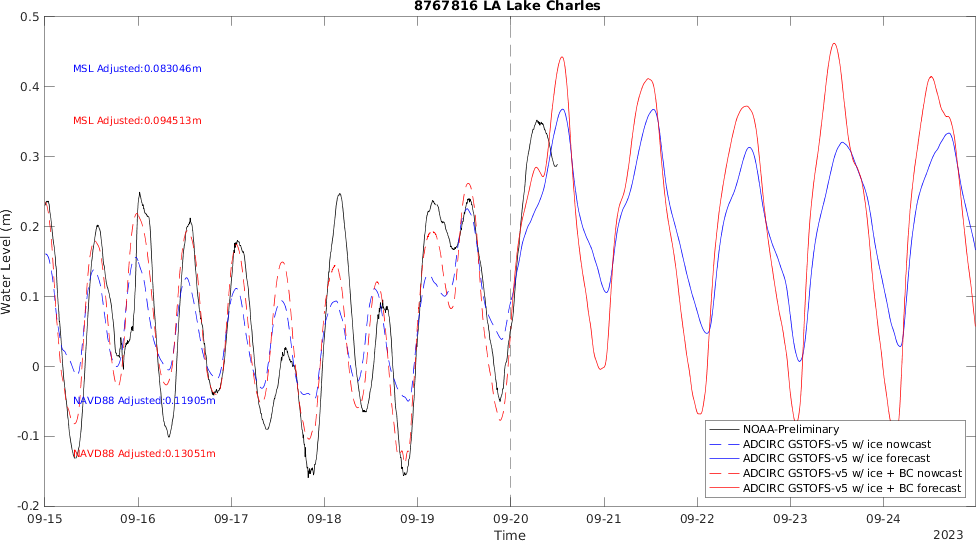 8767816 LA Lake Charles
0.5
0.4
0.3
0.2
0.1
0
-0.1
-0.2
Water Level (m)
MSL Adjusted:0.083046m
MSL Adjusted:0.094513m
NAVD88 Adjusted:0.11905m
NAVD88 Adjusted:0.13051m
NOAA-Preliminary
ADCIRC GSTOFS-v5 w/ ice nowcast
ADCIRC GSTOFS-v5 w/ ice forecast
ADCIRC GSTOFS-v5 w/ ice + BC nowcast
ADCIRC GSTOFS-v5 w/ ice + BC forecast
09-15 09-16 09-17 09-18 09-19 09-20 09-21 09-22 09-23 09-24
Time
2023